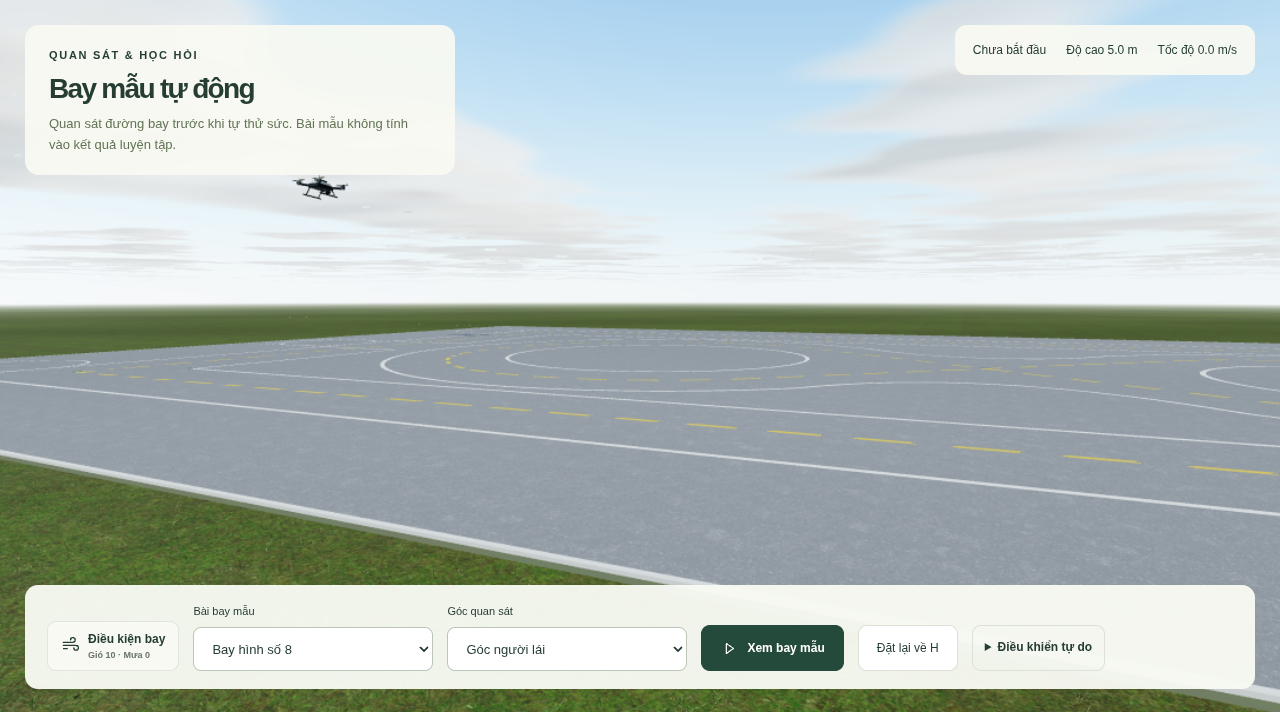 QUAN SÁT & HỌC HỎI
Bay mẫu tự động
Quan sát đường bay trước khi tự thử sức. Bài mẫu không tính
vào kết quả luyện tập.
Chưa bắt đầu Độ cao 5.0 m Tốc độ 0.0 m/s
Điều kiện bay
Gió 10 · Mưa 0
Bài bay mẫu
Bay hình số 8
Góc quan sát
Góc người lái
Xem bay mẫu
Đặt lại về H
Điều khiển tự do